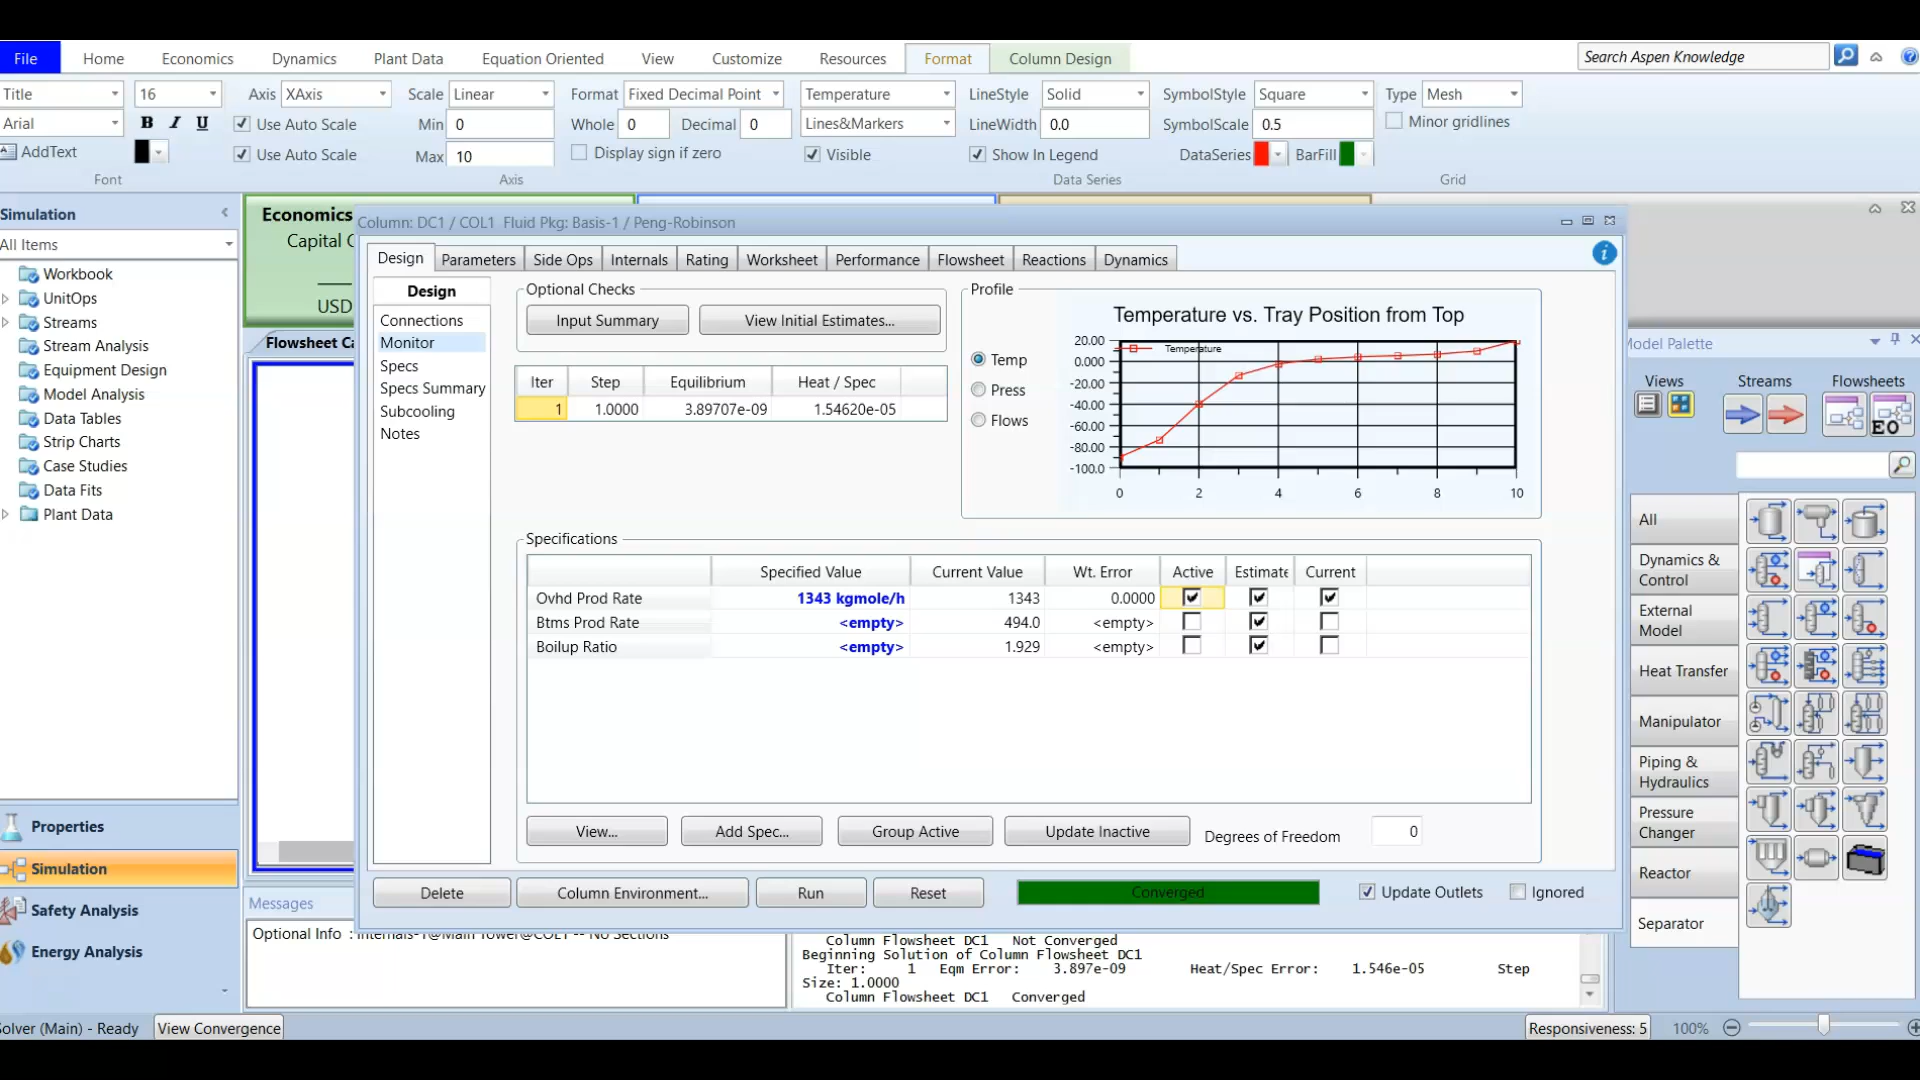 File Home Economics Dynamics Plant Data Equation Oriented View Customize Resources Format Column Design Search Aspen Knowledge
Title 16 Axis XAxis Scale Linear Format Fixed Decimal Point Temperature LineStyle Solid SymbolStyle Square Type Mesh
Arial B I U Use Auto Scale Min 0 Whole 0 Decimal 0 Lines&Markers LineWidth 0.0 SymbolScale 0.5 Minor gridlines
AddText Use Auto Scale Max 10 Display sign if zero Visible Show In Legend DataSeries BarFill
Font Axis Data Series Grid
Simulation
All Items
Workbook
UnitOps
Streams
Stream Analysis
Equipment Design
Model Analysis
Data Tables
Strip Charts
Case Studies
Data Fits
Plant Data
Properties
Simulation
Safety Analysis
Energy Analysis
Economics
Capital C
USD
Flowsheet Ca
Column: DC1 / COL1 Fluid Pkg: Basis-1 / Peng-Robinson
Design Parameters Side Ops Internals Rating Worksheet Performance Flowsheet Reactions Dynamics
Design
Connections
Monitor
Specs
Specs Summary
Subcooling
Notes
Optional Checks
Input Summary View Initial Estimates...
Iter Step Equilibrium Heat / Spec
1 1.0000 3.89707e-09 1.54620e-05
Profile
Temp
Press
Flows
Temperature vs. Tray Position from Top
Temperature
20.00
0.000
-20.00
-40.00
-60.00
-80.00
-100.0
0 2 4 6 8 10
Specifications
Specified Value Current Value Wt. Error Active Estimate Current
Ovhd Prod Rate 1343 kgmole/h 1343 0.0000
Btms Prod Rate <empty> 494.0 <empty>
Boilup Ratio <empty> 1.929 <empty>
View... Add Spec... Group Active Update Inactive Degrees of Freedom 0
Delete Column Environment... Run Reset Converged Update Outlets Ignored
Messages
Optional Info : Internals-1@Main Tower@COL1 -- No Sections
Column Flowsheet DC1 Not Converged
Beginning Solution of Column Flowsheet DC1
Iter: 1 Eqm Error: 3.897e-09 Heat/Spec Error: 1.546e-05 Step
Size: 1.0000
Column Flowsheet DC1 Converged
Model Palette
Views Streams Flowsheets
EO
All
Dynamics &
Control
External
Model
Heat Transfer
Manipulator
Piping &
Hydraulics
Pressure
Changer
Reactor
Separator
Solver (Main) - Ready View Convergence Responsiveness: 5 100%